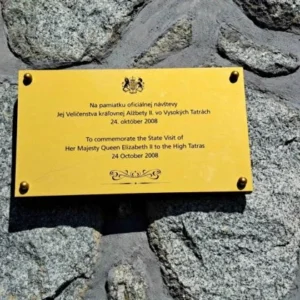 Na pamiatku oficiálnej návštevy
Jej Veličenstva kráľovnej Alžbety II. vo Vysokých Tatrách
24. október 2008
To commemorate the State Visit of
Her Majesty Queen Elizabeth II to the High Tatras
24 October 2008